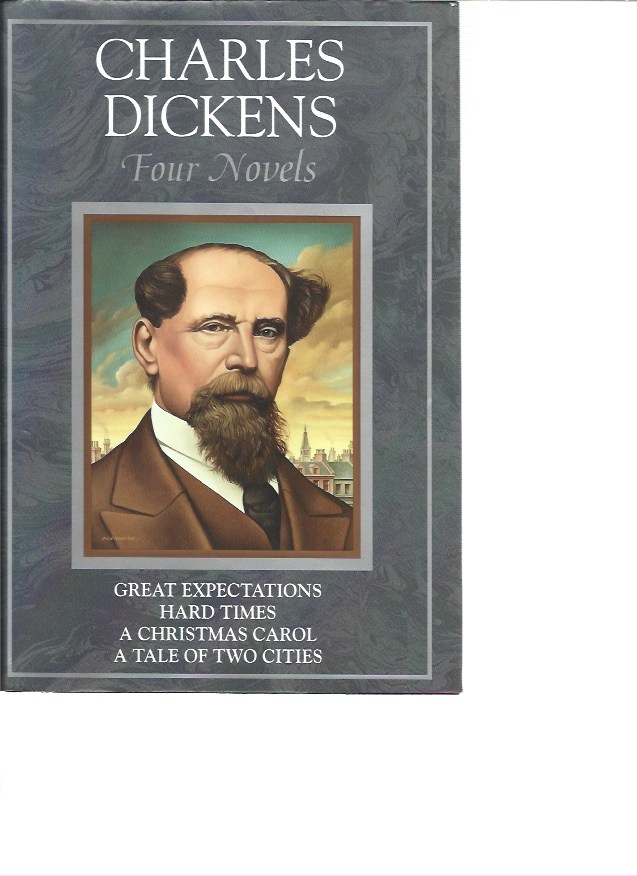 CHARLES
DICKENS
Four Novels
GREAT EXPECTATIONS
HARD TIMES
A CHRISTMAS CAROL
A TALE OF TWO CITIES